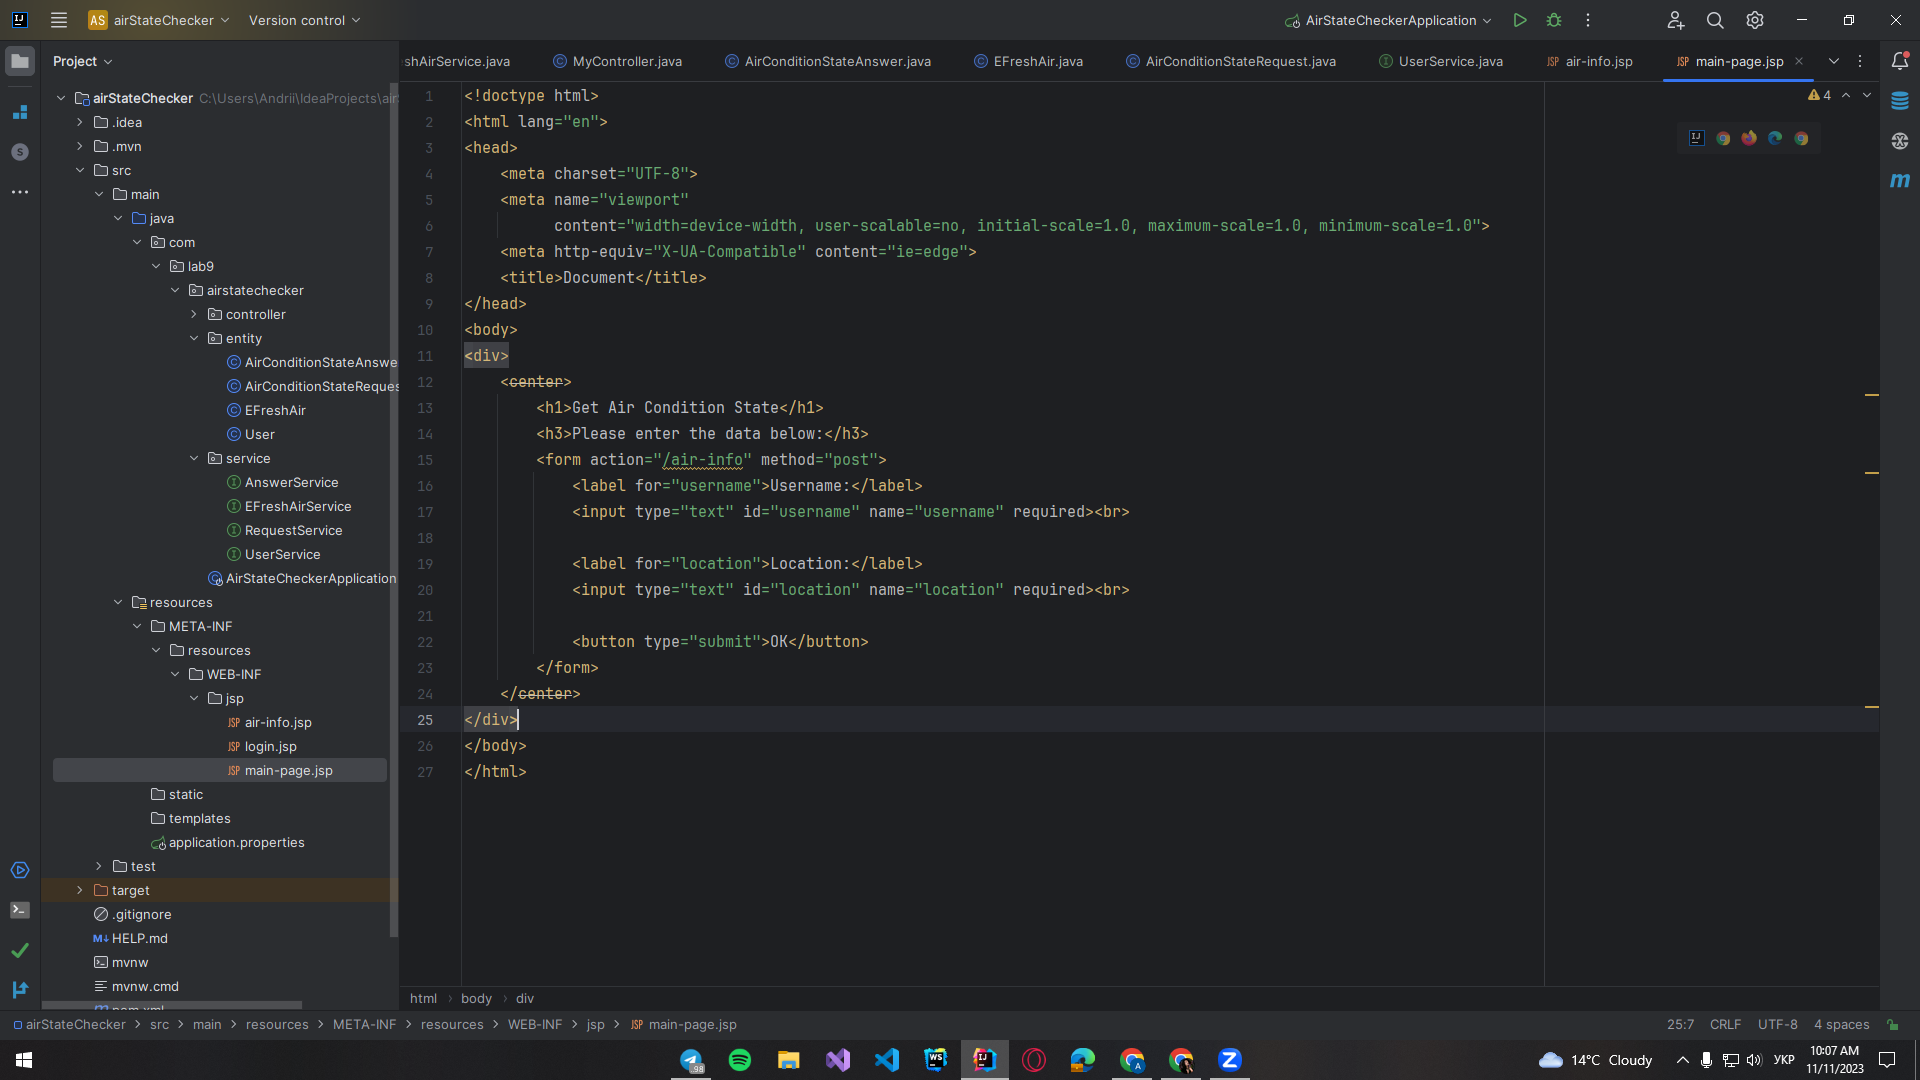 AS airStateChecker Version control AirStateCheckerApplication
Project
shAirService.java MyController.java AirConditionStateAnswer.java EFreshAir.java AirConditionStateRequest.java UserService.java JSP air-info.jsp JSP main-page.jsp
airStateChecker C:\Users\Andrii\IdeaProjects\air
.idea
.mvn
src
main
java
com
lab9
airstatechecker
controller
entity
AirConditionStateAnswe
AirConditionStateReques
EFreshAir
User
service
AnswerService
EFreshAirService
RequestService
UserService
AirStateCheckerApplication
resources
META-INF
resources
WEB-INF
jsp
JSP air-info.jsp
JSP login.jsp
JSP main-page.jsp
static
templates
application.properties
test
target
.gitignore
M↓ HELP.md
mvnw
mvnw.cmd
pom.xml
4
1 <!doctype html>
2 <html lang="en">
3 <head>
4 <meta charset="UTF-8">
5 <meta name="viewport"
6 content="width=device-width, user-scalable=no, initial-scale=1.0, maximum-scale=1.0, minimum-scale=1.0">
7 <meta http-equiv="X-UA-Compatible" content="ie=edge">
8 <title>Document</title>
9 </head>
10 <body>
11 <div>
12 <center>
13 <h1>Get Air Condition State</h1>
14 <h3>Please enter the data below:</h3>
15 <form action="/air-info" method="post">
16 <label for="username">Username:</label>
17 <input type="text" id="username" name="username" required><br>
18
19 <label for="location">Location:</label>
20 <input type="text" id="location" name="location" required><br>
21
22 <button type="submit">OK</button>
23 </form>
24 </center>
25 </div>
26 </body>
27 </html>
html › body › div
airStateChecker > src > main > resources > META-INF > resources > WEB-INF > jsp > JSP main-page.jsp
25:7 CRLF UTF-8 4 spaces
14°C Cloudy УКР 10:07 AM
11/11/2023